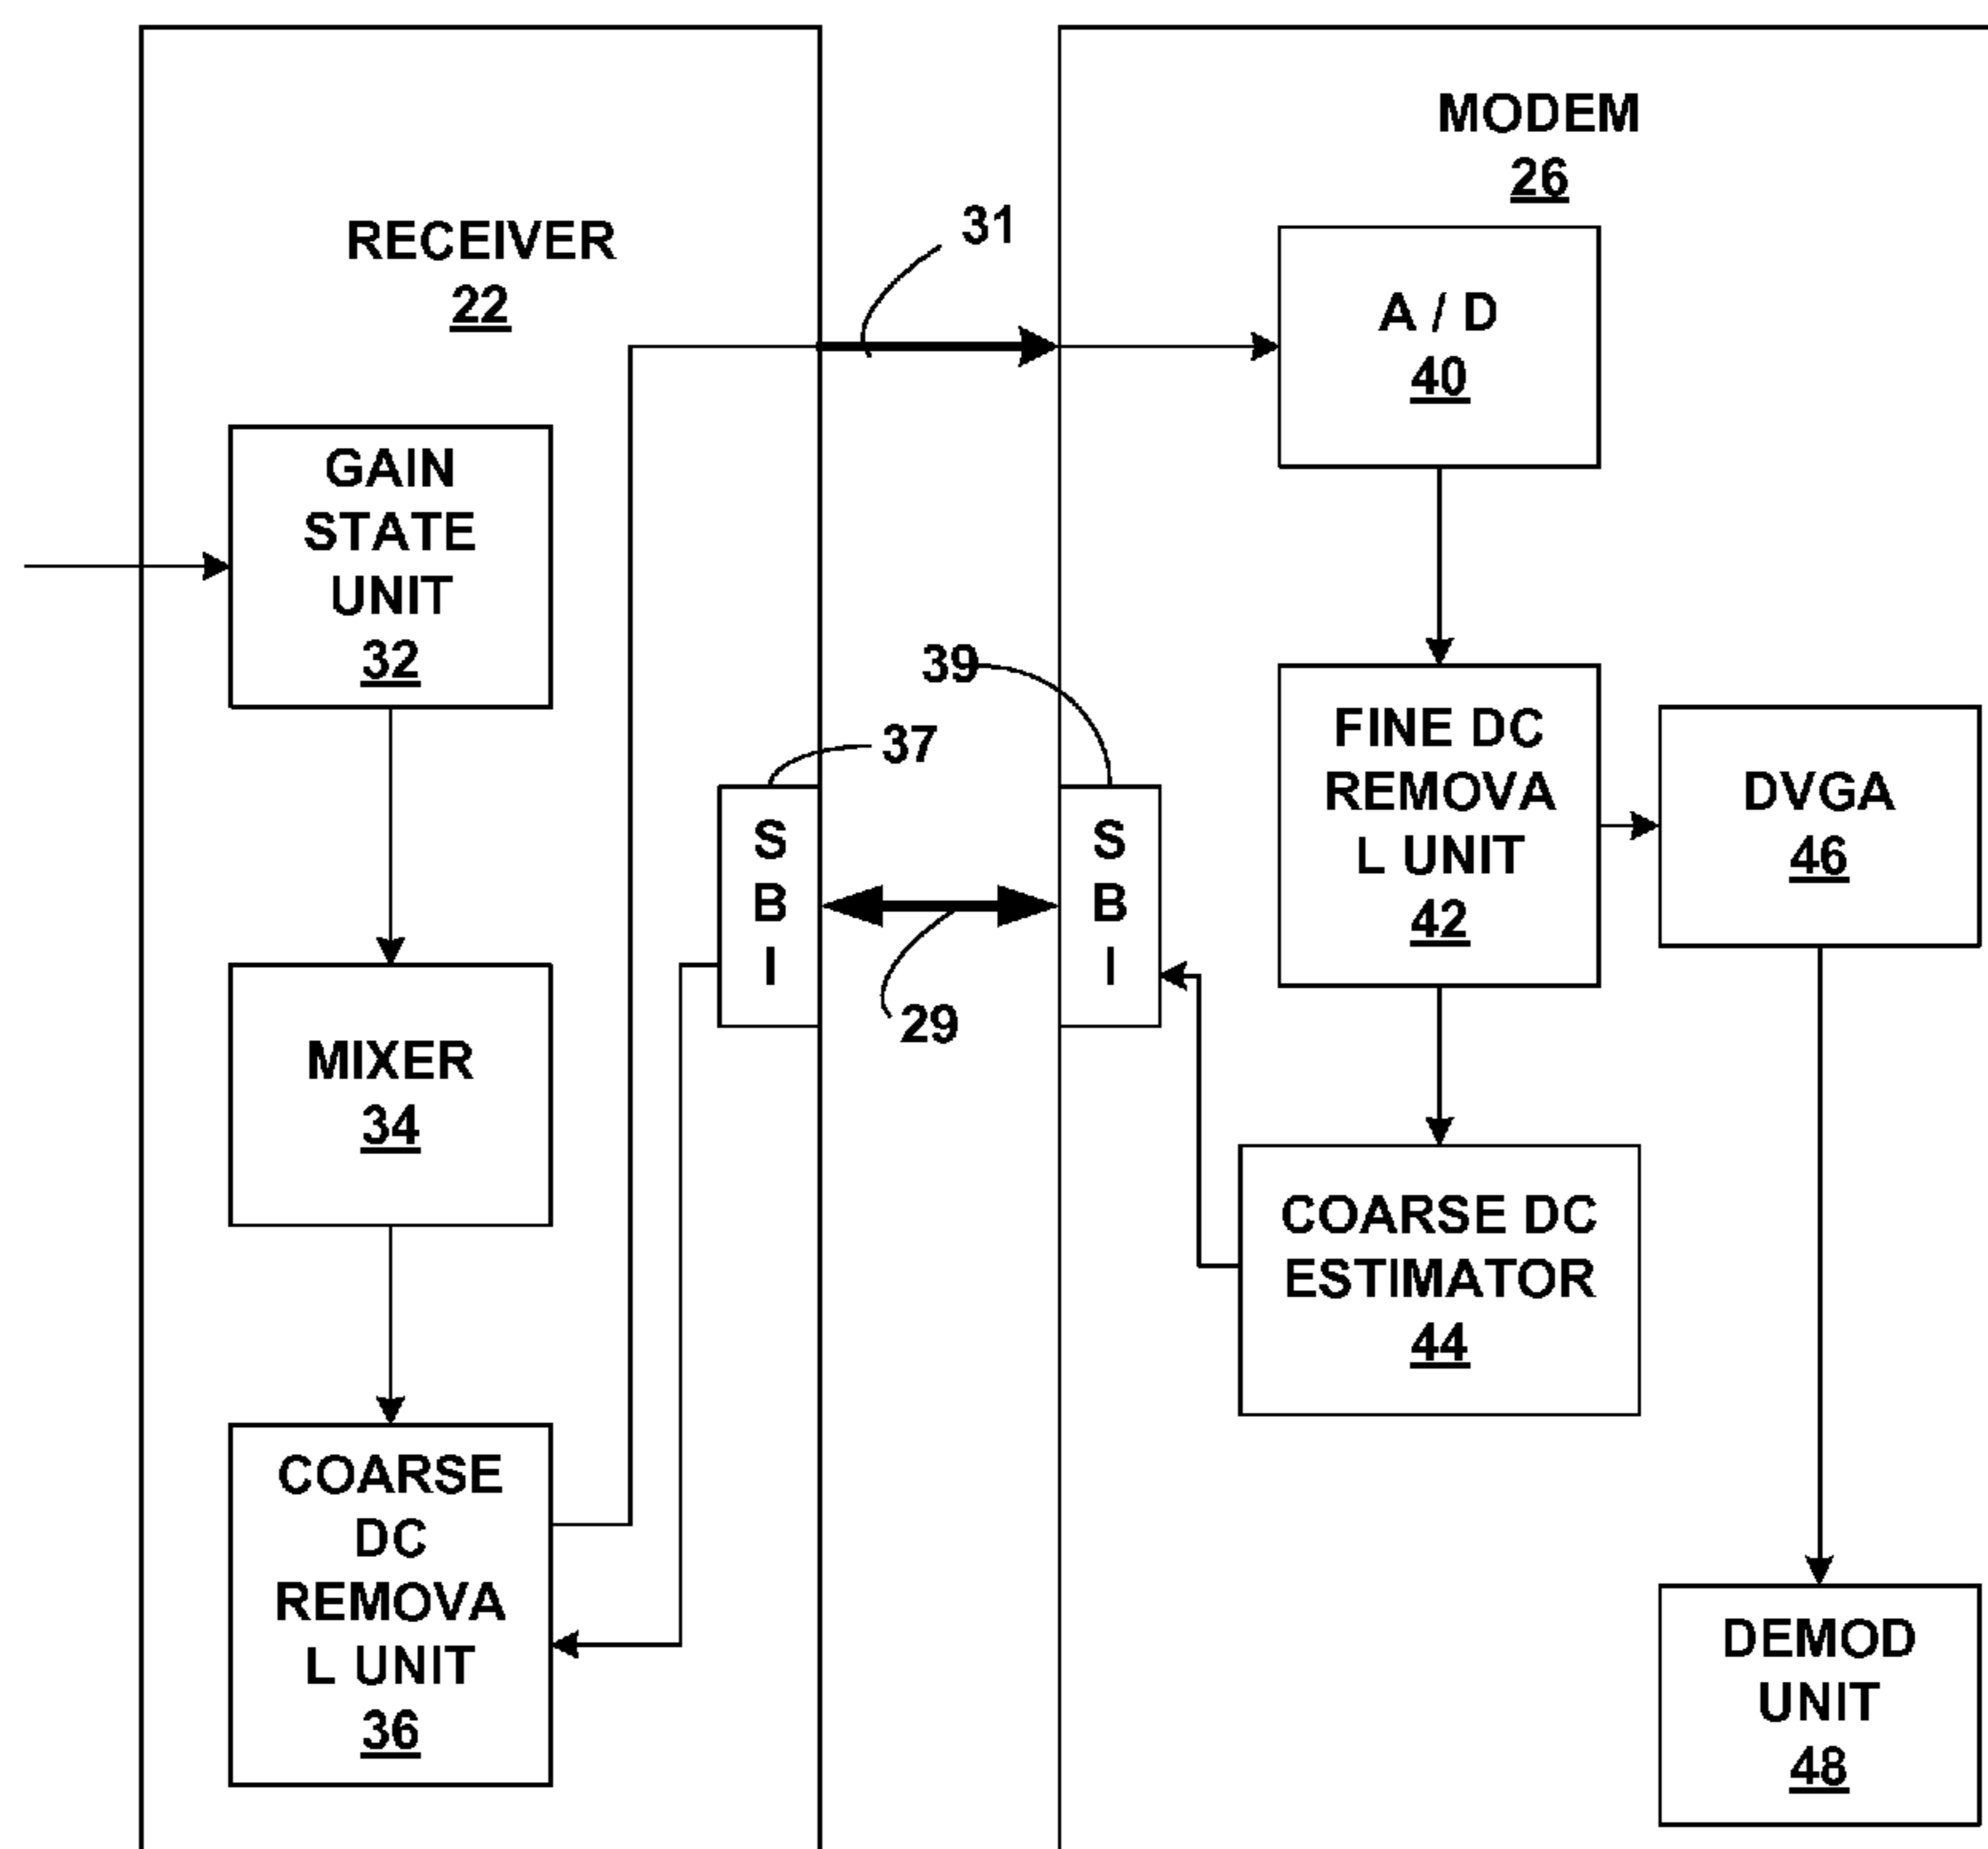 RECEIVER
22
GAIN
STATE
UNIT
32
MIXER
34
COARSE
DC
REMOVA
L UNIT
36
31
37
S
B
I
39
S
B
I
29
MODEM
26
A / D
40
FINE DC
REMOVA
L UNIT
42
DVGA
46
COARSE DC
ESTIMATOR
44
DEMOD
UNIT
48